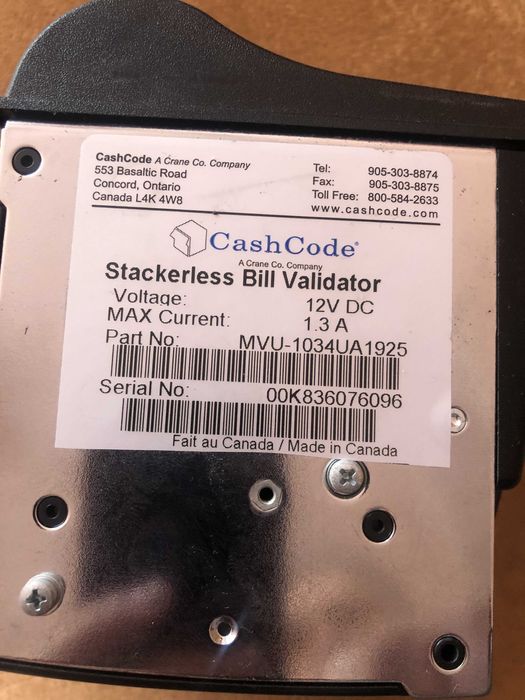 CashCode A Crane Co. Company
553 Basaltic Road
Concord, Ontario
Canada L4K 4W8
Tel: 905-303-8874
Fax: 905-303-8875
Toll Free: 800-584-2633
www.cashcode.com
CashCode®
A Crane Co. Company
Stackerless Bill Validator
Voltage: 12V DC
MAX Current: 1.3 A
Part No: MVU-1034UA1925
Serial No: 00K836076096
Fait au Canada / Made in Canada